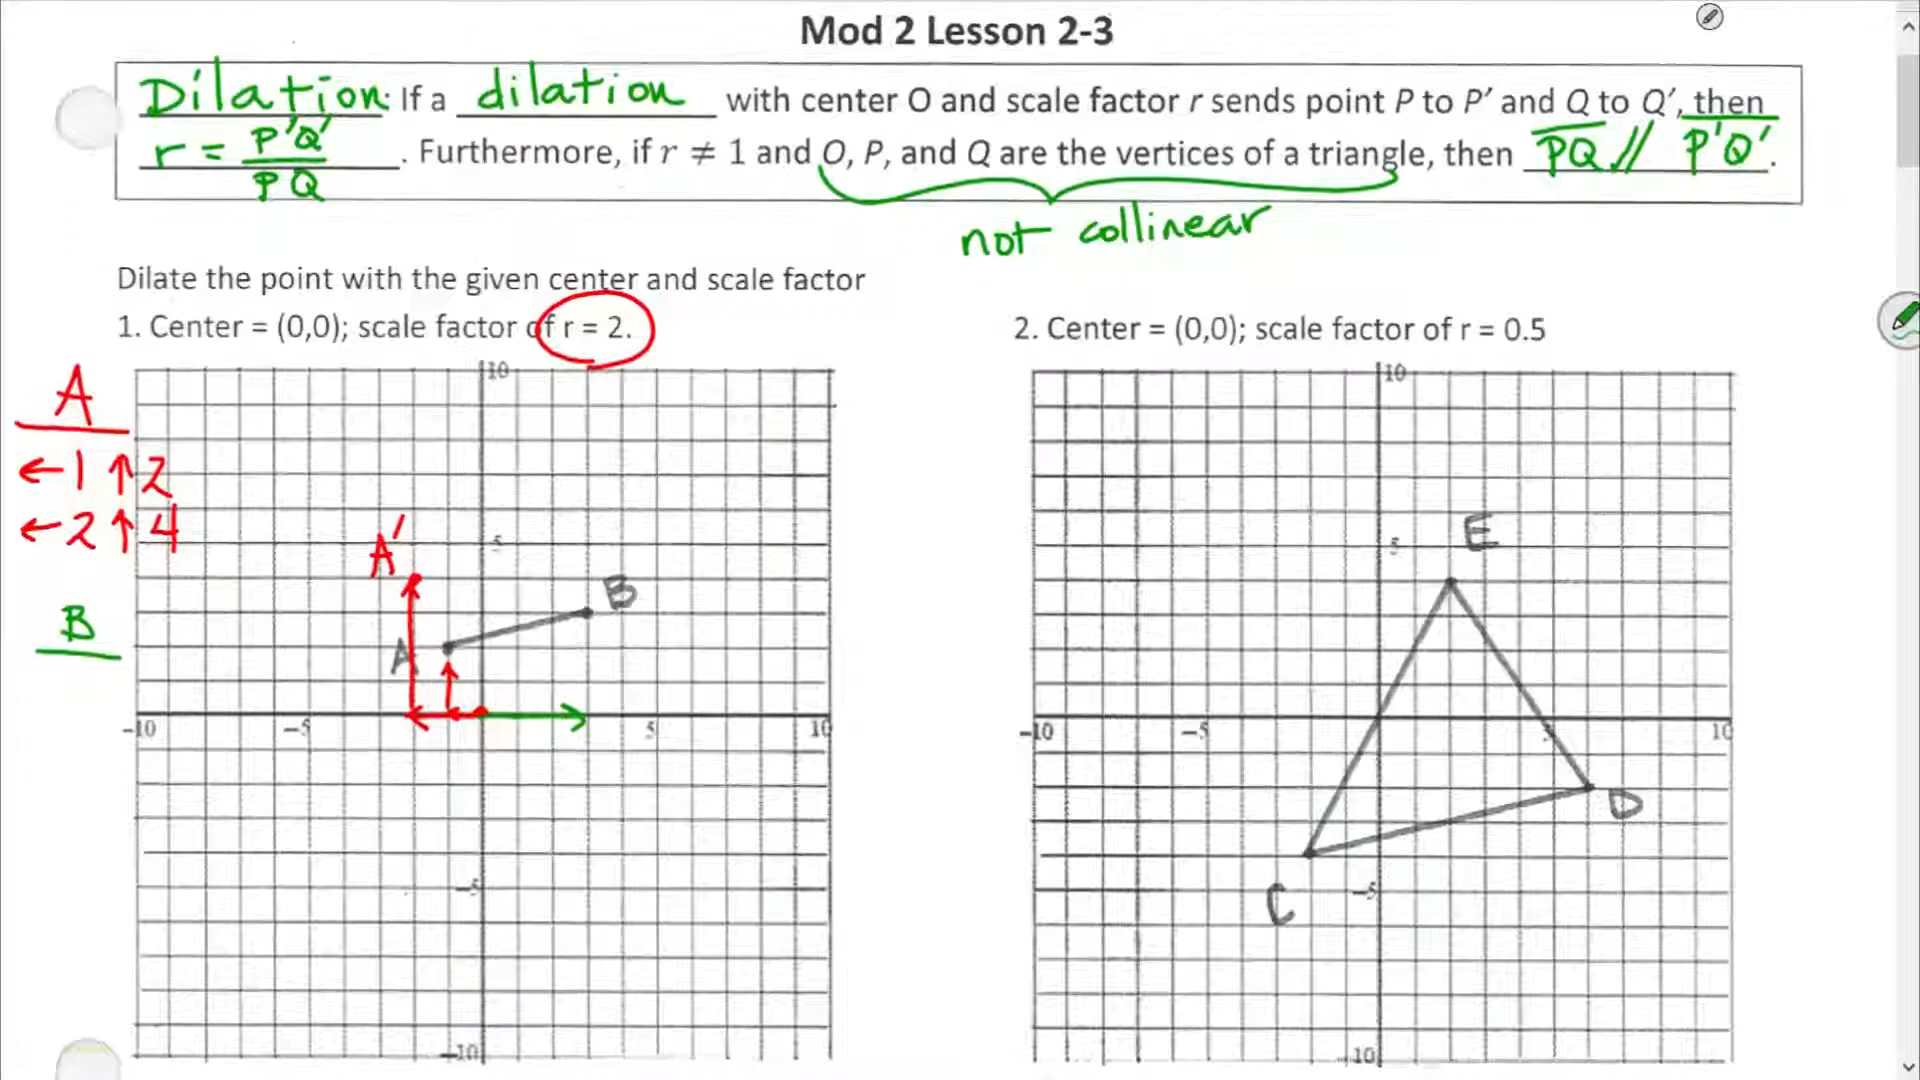 Mod 2 Lesson 2-3
Dilation: If a dilation with center O and scale factor r sends point P to P′ and Q to Q′, then
r = P'Q' / PQ. Furthermore, if r ≠ 1 and O, P, and Q are the vertices of a triangle, then PQ // P'Q'.
not collinear
Dilate the point with the given center and scale factor
1. Center = (0,0); scale factor of r = 2.
2. Center = (0,0); scale factor of r = 0.5
A
←1 ↑2
←2 ↑4
B
10
5
A'
B
A
-10
-5
5
10
-5
-10
10
5
E
-10
-5
5
10
D
C
-5
-10